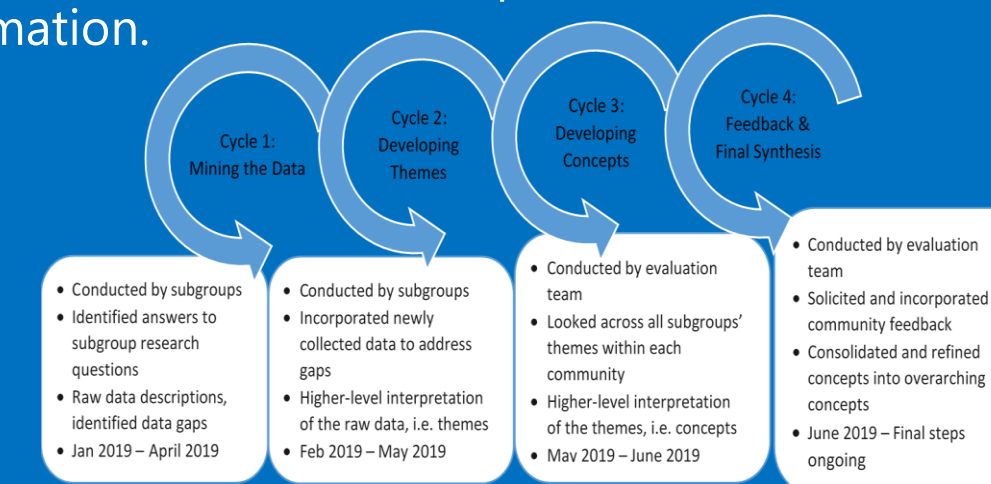 mation.
Cycle 1:
Mining the Data
Cycle 2:
Developing
Themes
Cycle 3:
Developing
Concepts
Cycle 4:
Feedback &
Final Synthesis
• Conducted by subgroups
• Identified answers to
subgroup research
questions
• Raw data descriptions,
identified data gaps
• Jan 2019 – April 2019
• Conducted by subgroups
• Incorporated newly
collected data to address
gaps
• Higher-level interpretation
of the raw data, i.e. themes
• Feb 2019 – May 2019
• Conducted by evaluation
team
• Looked across all subgroups’
themes within each
community
• Higher-level interpretation
of the themes, i.e. concepts
• May 2019 – June 2019
• Conducted by evaluation
team
• Solicited and incorporated
community feedback
• Consolidated and refined
concepts into overarching
concepts
• June 2019 – Final steps
ongoing